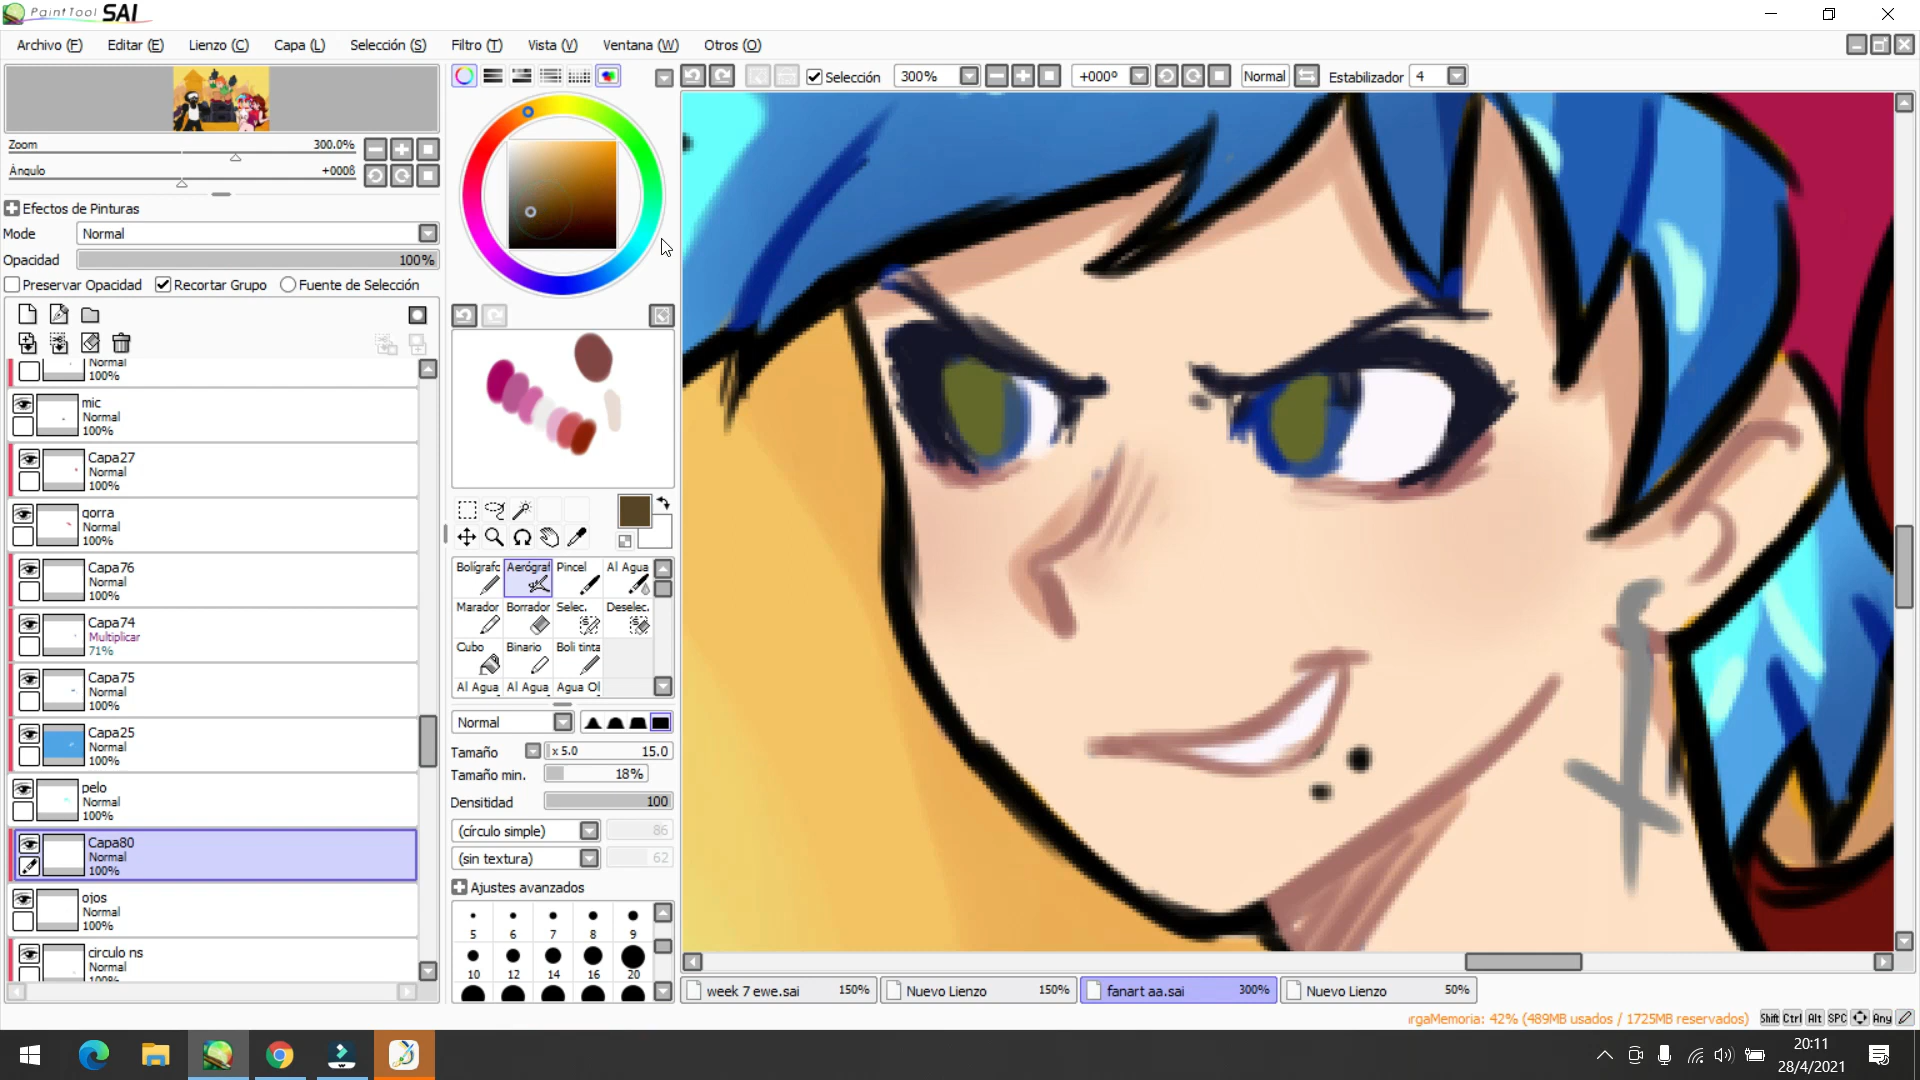 PaintTool SAI
Archivo (F) Editar (E) Lienzo (C) Capa (L) Selección (S) Filtro (T) Vista (V) Ventana (W) Otros (O)
Selección 300% +000º Normal Estabilizador 4
Zoom 300.0%
Ángulo +000ß
Efectos de Pinturas
Mode Normal
Opacidad 100%
Preservar Opacidad Recortar Grupo Fuente de Selección
Normal
100%
mic
Normal
100%
Capa27
Normal
100%
gorra
Normal
100%
Capa76
Normal
100%
Capa74
Multiplicar
71%
Capa75
Normal
100%
Capa25
Normal
100%
pelo
Normal
100%
Capa80
Normal
100%
ojos
Normal
100%
circulo ns
Normal
100%
Bolígrafo Aerógraf Pincel Al Agua
Marador Borrador Selec. Deselec.
Cubo Binario Boli tinta
Al Agua Al Agua Agua Ol
Normal
Tamaño x 5.0 15.0
Tamaño min. 18%
Densitidad 100
(círculo simple) 86
(sin textura) 62
Ajustes avanzados
5 6 7 8 9
10 12 14 16 20
week 7 ewe.sai 150% Nuevo Lienzo 150% fanart aa.sai 300% Nuevo Lienzo 50%
rgaMemoria: 42% (489MB usados / 1725MB reservados) Shift Ctrl Alt SPC Any
20:11
28/4/2021